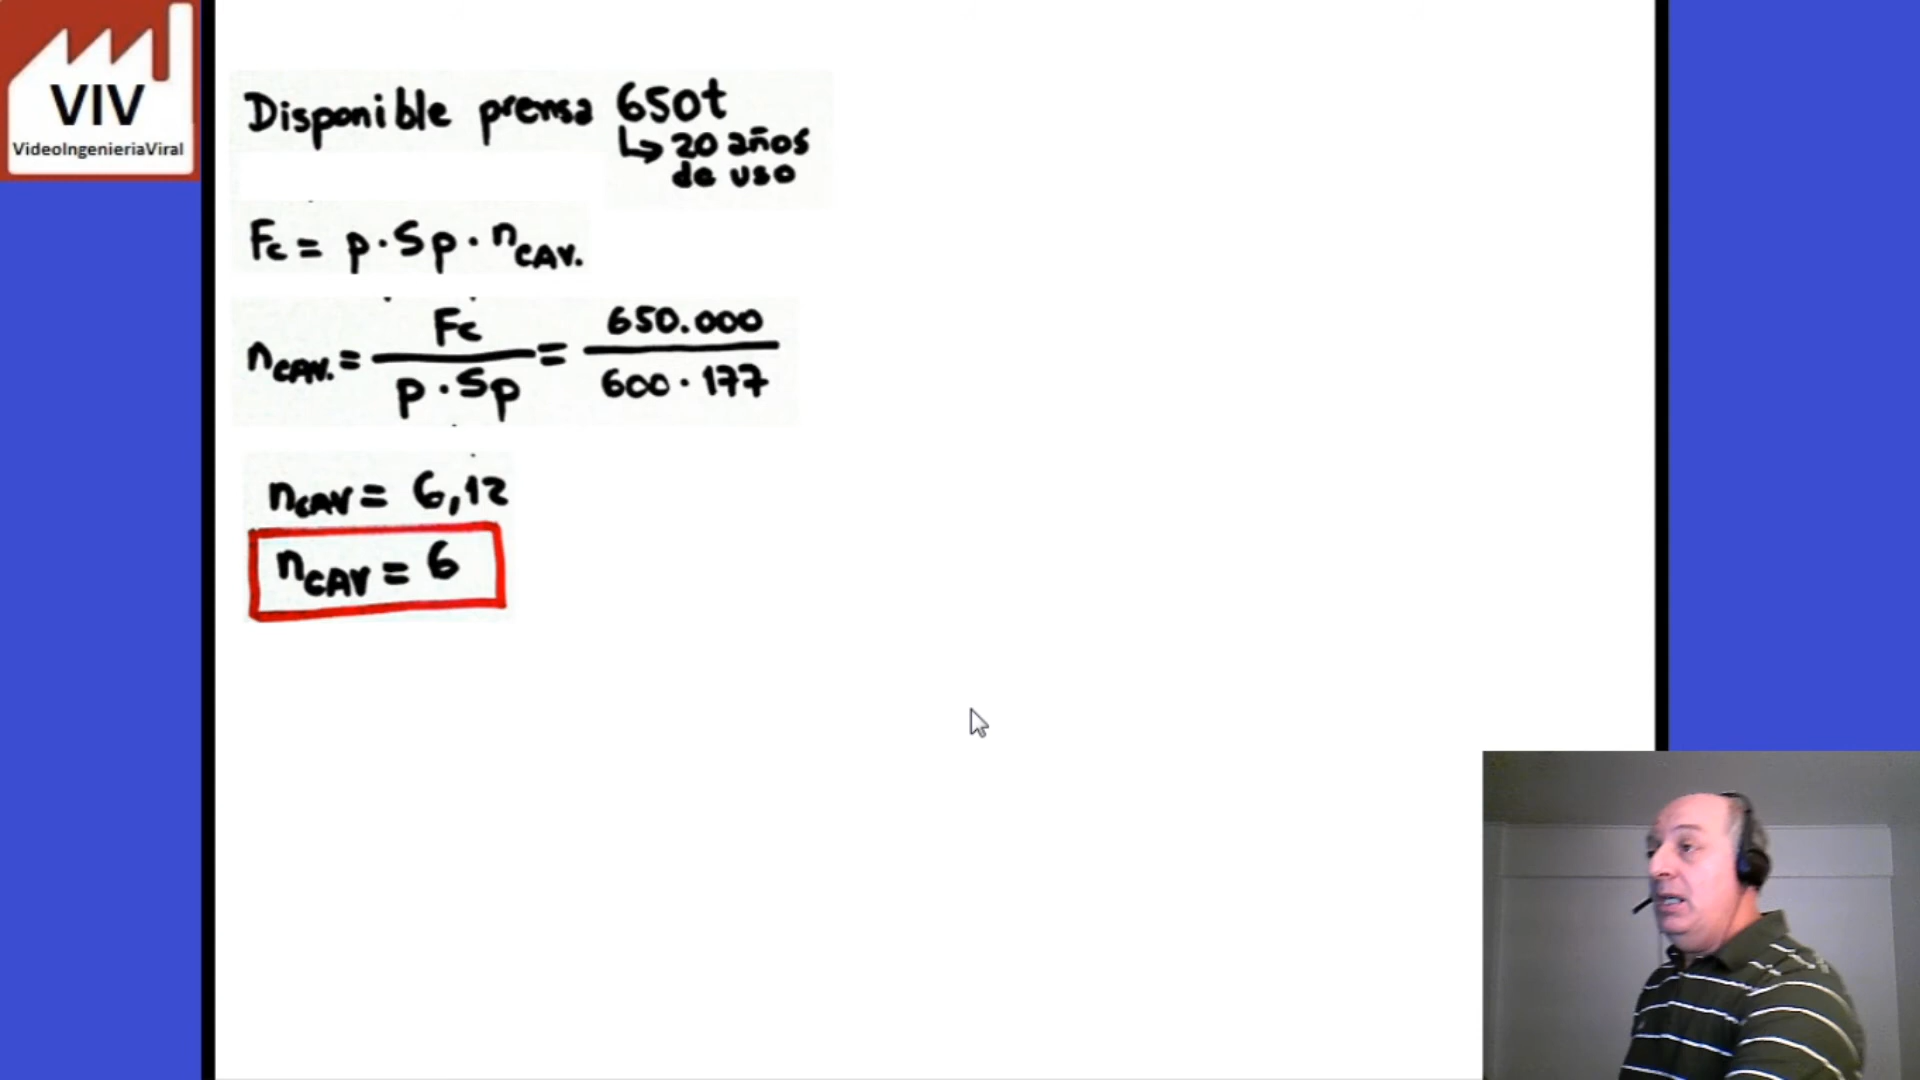 VIV
VideoIngenieriaViral
Disponible prensa 650t
↳ 20 años
de uso
Fc = p · Sp · nCAV.
nCAV. = Fc / p · Sp = 650.000 / 600 · 177
nCAV = 6,12
nCAV = 6